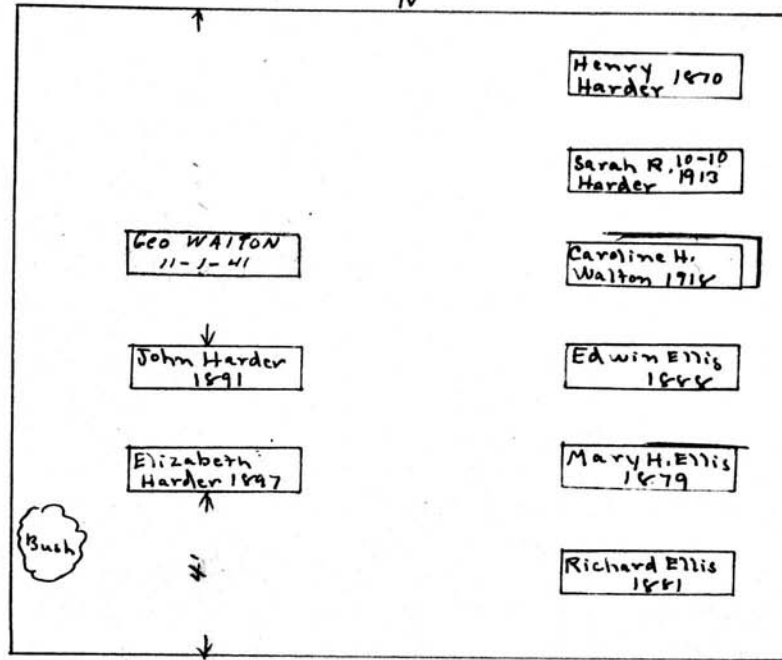 N
Henry
Harder 1870
Sarah R. 10-10
Harder 1913
Geo WALTON
11-1-41
Caroline H.
Walton 1918
John Harder
1891
Edwin Ellis
1888
Elizabeth
Harder 1897
Mary H. Ellis
1879
Bush
Richard Ellis
1881